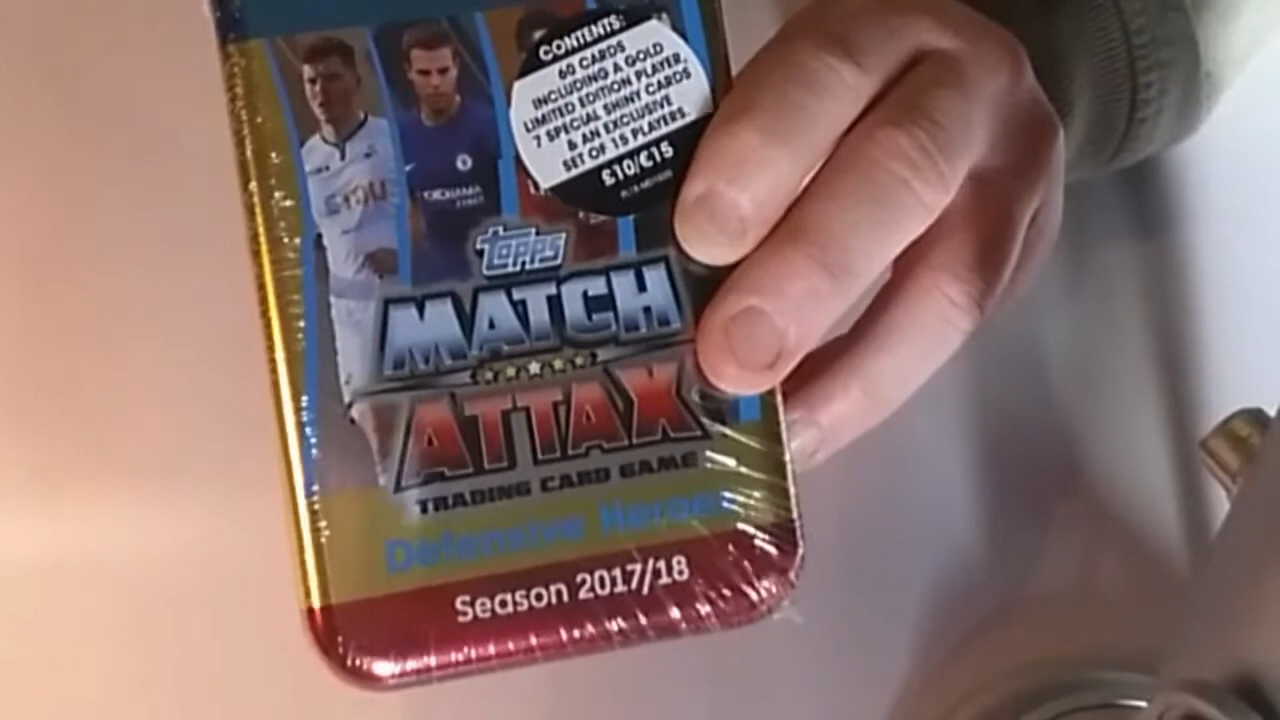 CONTENTS:
60 CARDS
INCLUDING A GOLD
LIMITED EDITION PLAYER,
7 SPECIAL SHINY CARDS
& AN EXCLUSIVE
SET OF 15 PLAYERS.
£10/€15
topps
MATCH
ATTAX
TRADING CARD GAME
Defensive Heroes
Season 2017/18